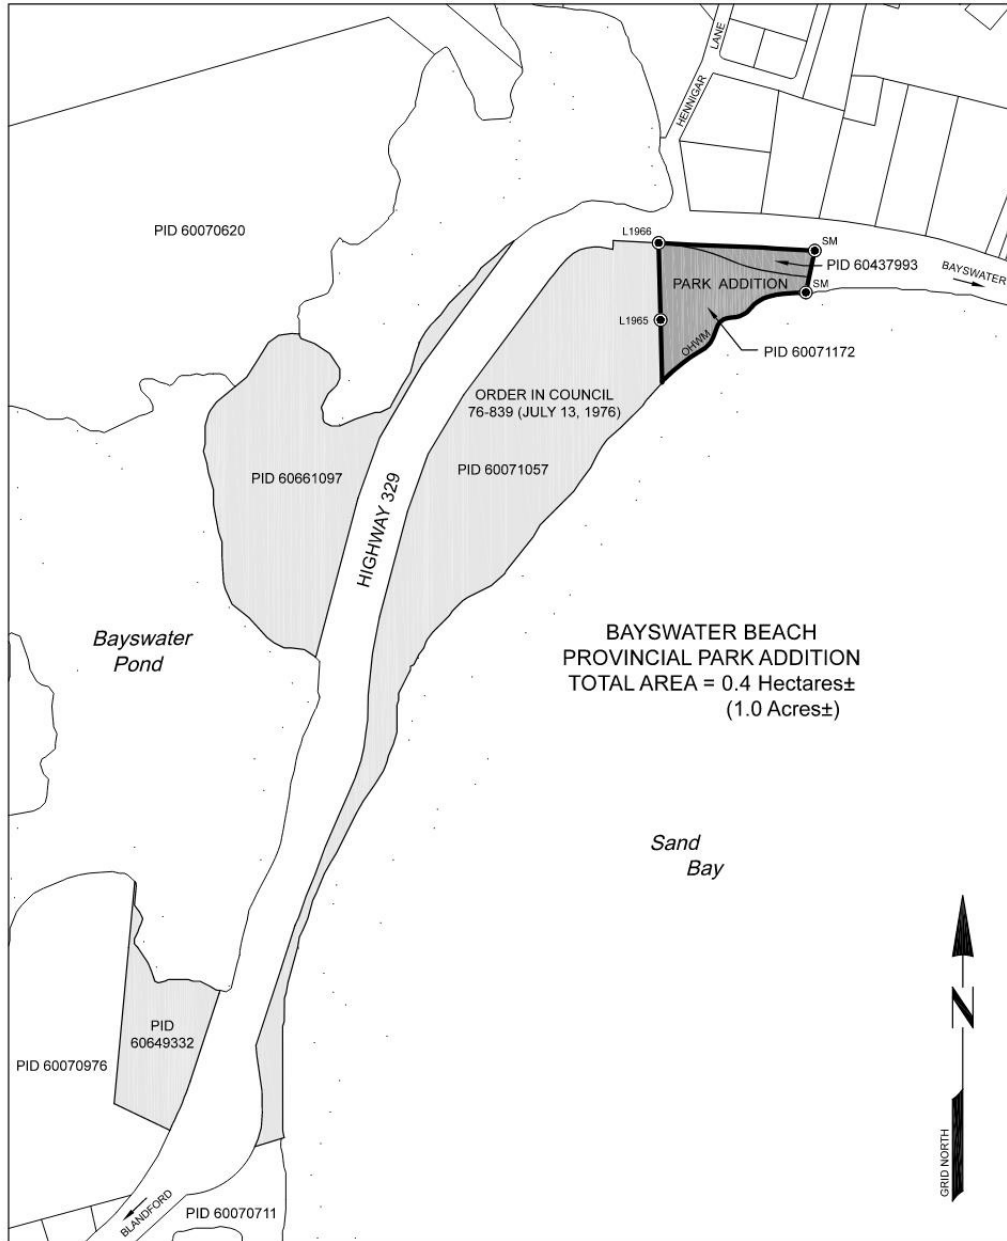 HENNIGAR LANE
PID 60070620
L1966
SM
PID 60437993
BAYSWATER
PARK ADDITION
SM
L1965
OHWM
PID 60071172
ORDER IN COUNCIL
76-839 (JULY 13, 1976)
PID 60661097
PID 60071057
HIGHWAY 329
Bayswater
Pond
BAYSWATER BEACH
PROVINCIAL PARK ADDITION
TOTAL AREA = 0.4 Hectares±
(1.0 Acres±)
Sand
Bay
N
GRID NORTH
PID
60649332
PID 60070976
BLANDFORD
PID 60070711